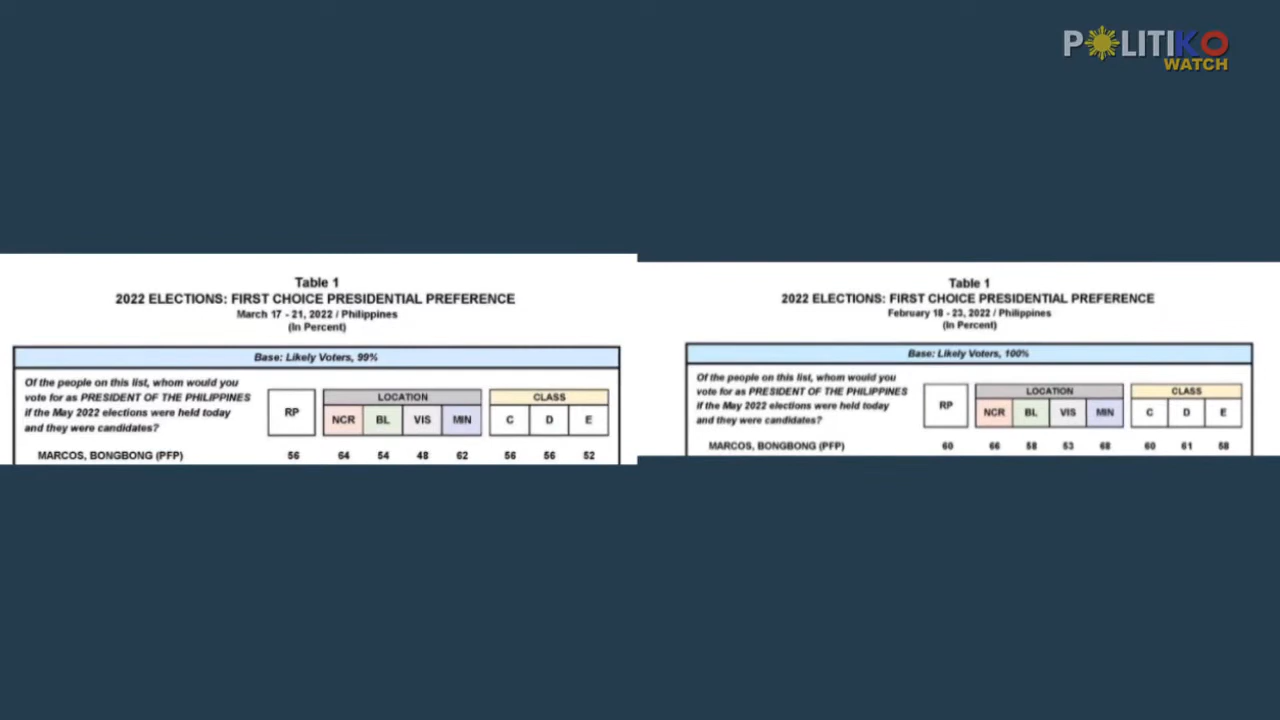 POLITIKO
WATCH
Table 1
2022 ELECTIONS: FIRST CHOICE PRESIDENTIAL PREFERENCE
March 17 - 21, 2022 / Philippines
(In Percent)
Base: Likely Voters, 99%
Of the people on this list, whom would you
vote for as PRESIDENT OF THE PHILIPPINES
if the May 2022 elections were held today
and they were candidates?
RP
LOCATION
CLASS
NCR BL VIS MIN C D E
MARCOS, BONGBONG (PFP) 56 64 54 48 62 56 56 52
Table 1
2022 ELECTIONS: FIRST CHOICE PRESIDENTIAL PREFERENCE
February 18 - 23, 2022 / Philippines
(In Percent)
Base: Likely Voters, 100%
Of the people on this list, whom would you
vote for as PRESIDENT OF THE PHILIPPINES
if the May 2022 elections were held today
and they were candidates?
RP
LOCATION
CLASS
NCR BL VIS MIN C D E
MARCOS, BONGBONG (PFP) 60 66 58 53 68 60 61 58